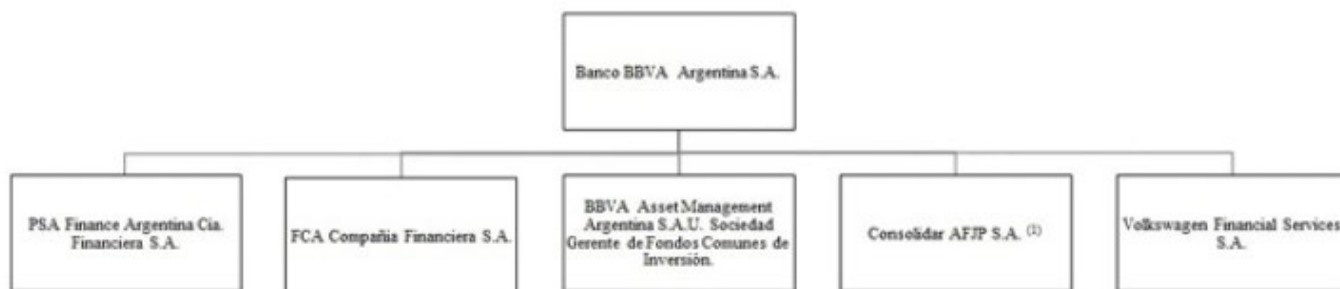 Banco BBVA Argentina S.A.
PSA Finance Argentina Cia.
Financiera S.A.
FCA Compañia Financiera S.A.
BBVA Asset Management
Argentina S.A.U. Sociedad
Gerente de Fondos Comunes de
Inversión.
Consolidar AFJP S.A. (1)
Volkswagen Financial Services
S.A.